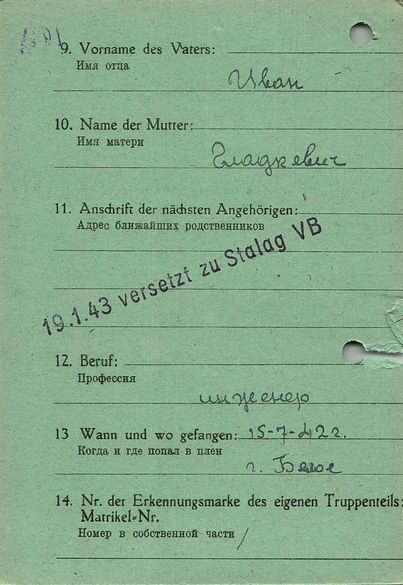 9. Vorname des Vaters:
Имя отца
Иван
10. Name der Mutter:
Имя матери
Гладкевич
11. Anschrift der nächsten Angehörigen:
Адрес ближайших родственников
19.1.43 versetzt zu Stalag VB
12. Beruf:
Профессия
инженер
13 Wann und wo gefangen: 15-7-42 г.
Когда и где попал в плен
г. Белое
14. Nr. der Erkennungsmarke des eigenen Truppenteils:
Matrikel-Nr.
Номер в собственной части /